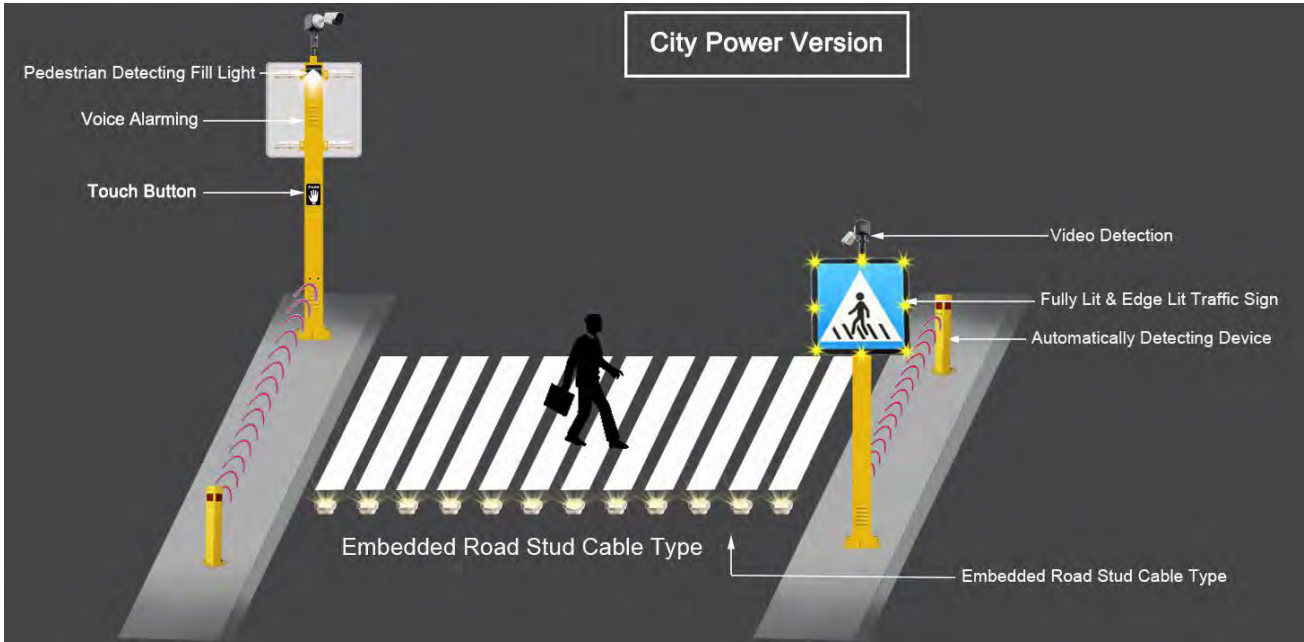 City Power Version
Pedestrian Detecting Fill Light
Voice Alarming
Touch Button
Video Detection
Fully Lit & Edge Lit Traffic Sign
Automatically Detecting Device
Embedded Road Stud Cable Type
Embedded Road Stud Cable Type